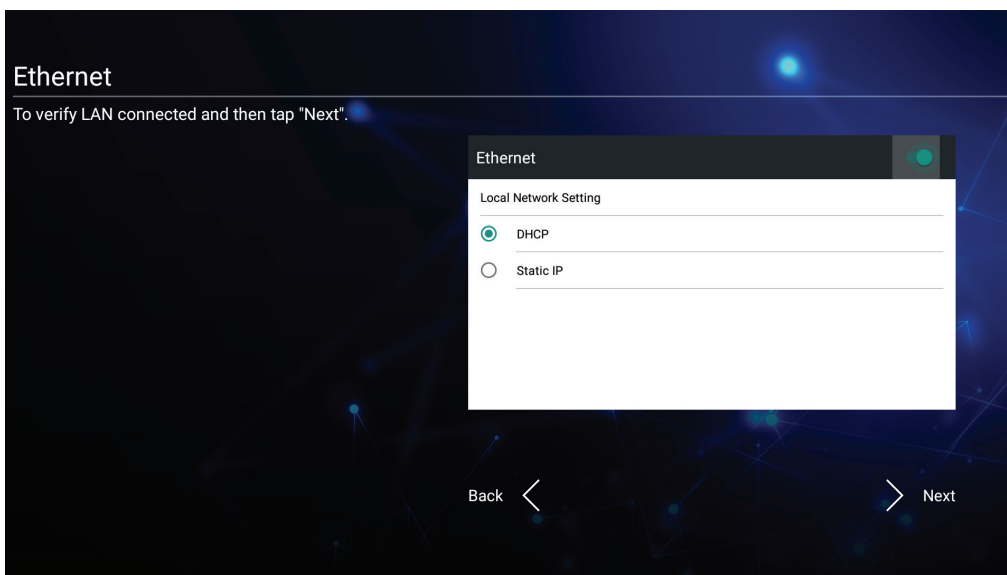 Ethernet
To verify LAN connected and then tap "Next".
Ethernet
Local Network Setting
DHCP
Static IP
Back
Next